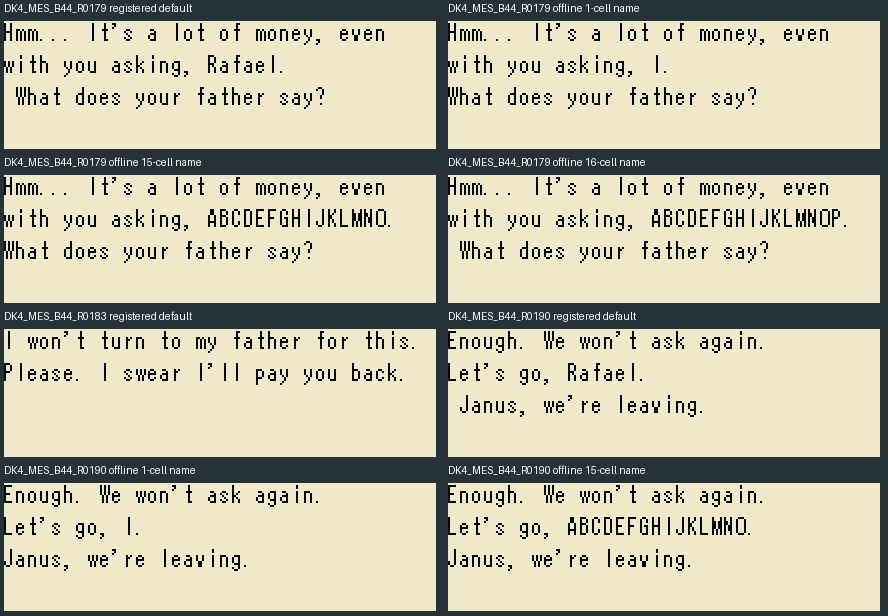 DK4_MES_B44_R0179 registered default
Hmm... It's a lot of money, even
with you asking, Rafael.
What does your father say?
DK4_MES_B44_R0179 offline 1-cell name
Hmm... It's a lot of money, even
with you asking, I.
What does your father say?
DK4_MES_B44_R0179 offline 15-cell name
Hmm... It's a lot of money, even
with you asking, ABCDEFGHIJKLMNO.
What does your father say?
DK4_MES_B44_R0179 offline 16-cell name
Hmm... It's a lot of money, even
with you asking, ABCDEFGHIJKLMNOP.
What does your father say?
DK4_MES_B44_R0183 registered default
I won't turn to my father for this.
Please. I swear I'll pay you back.
DK4_MES_B44_R0190 registered default
Enough. We won't ask again.
Let's go, Rafael.
Janus, we're leaving.
DK4_MES_B44_R0190 offline 1-cell name
Enough. We won't ask again.
Let's go, I.
Janus, we're leaving.
DK4_MES_B44_R0190 offline 15-cell name
Enough. We won't ask again.
Let's go, ABCDEFGHIJKLMNO.
Janus, we're leaving.